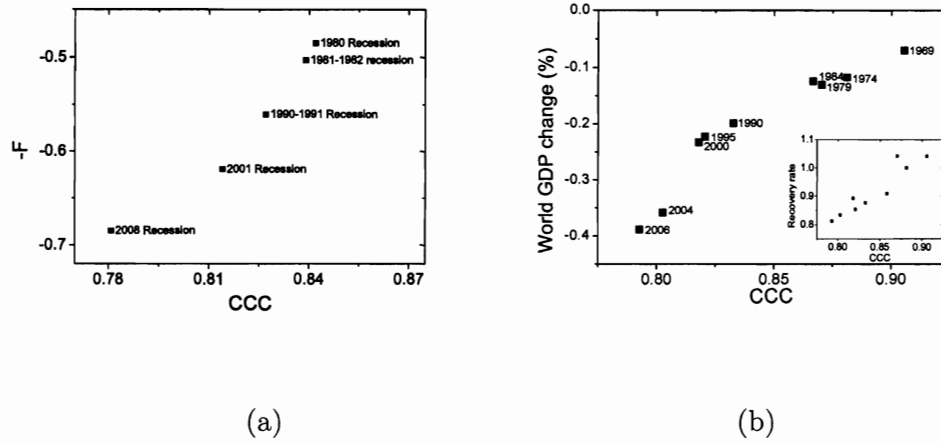 -0.5
-0.6
-0.7
-F
1980 Recession
1981-1982 recession
1990-1991 Recession
2001 Recession
2008 Recession
0.78
0.81
0.84
0.87
CCC
(a)
0.0
-0.1
-0.2
-0.3
-0.4
World GDP change (%)
1969
1984
1974
1979
1990
1995
2000
2004
2006
0.80
0.85
0.90
CCC
1.1
1.0
0.9
0.8
Recovery rate
0.80
0.85
0.90
CCC
(b)